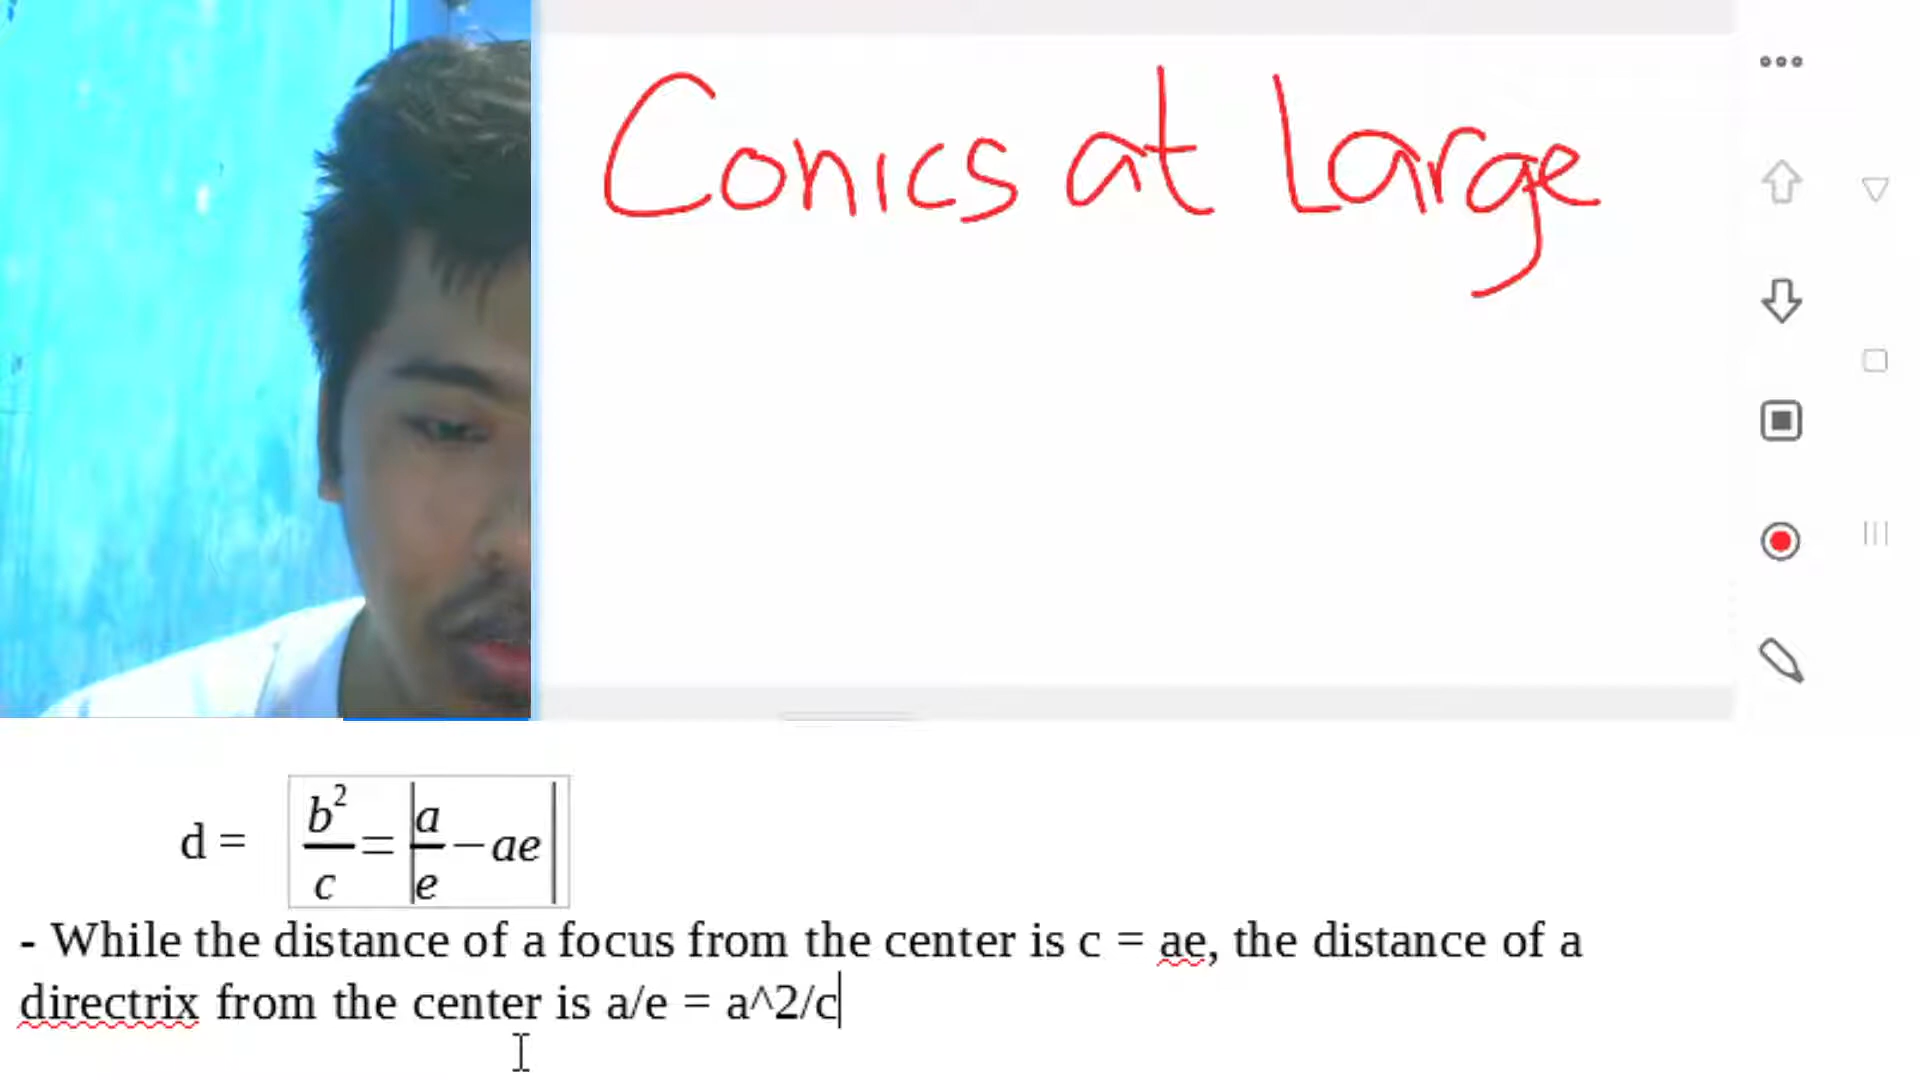 Conics at Large
d = b²/c = |a/e − ae|
- While the distance of a focus from the center is c = ae, the distance of a
directrix from the center is a/e = a^2/c